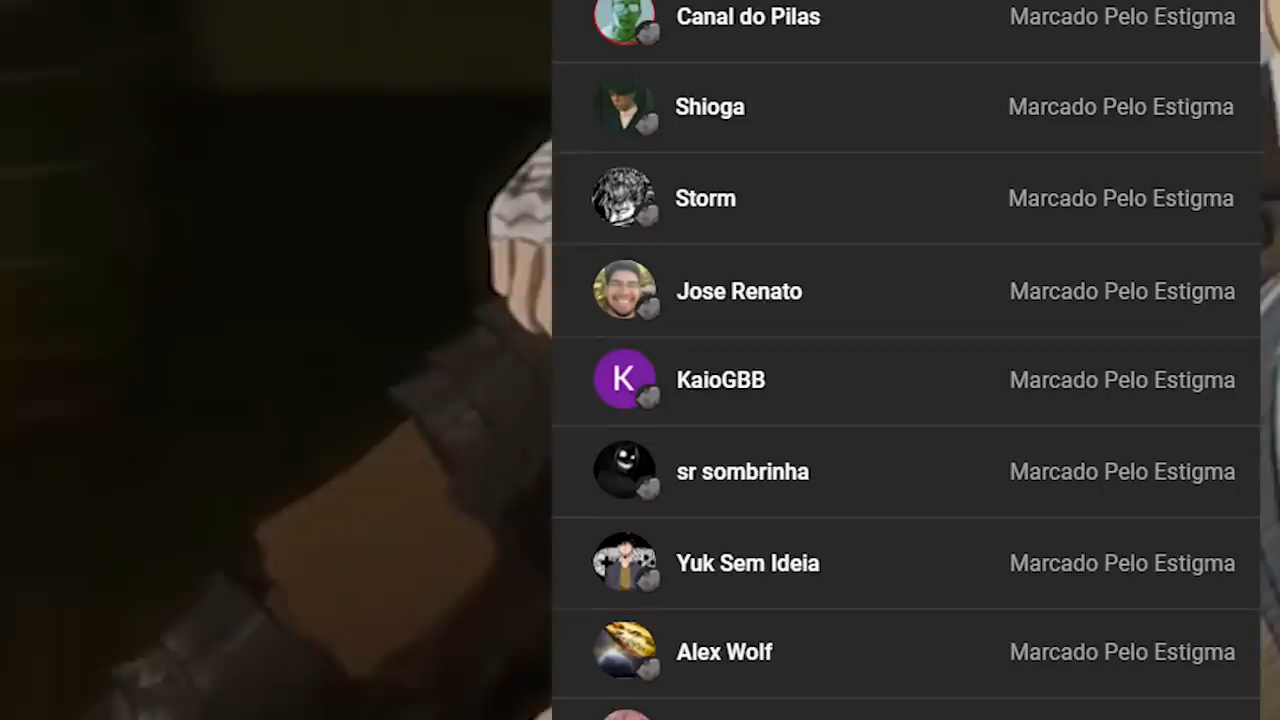 Canal do Pilas Marcado Pelo Estigma
Shioga Marcado Pelo Estigma
Storm Marcado Pelo Estigma
Jose Renato Marcado Pelo Estigma
K KaioGBB Marcado Pelo Estigma
sr sombrinha Marcado Pelo Estigma
Yuk Sem Ideia Marcado Pelo Estigma
Alex Wolf Marcado Pelo Estigma